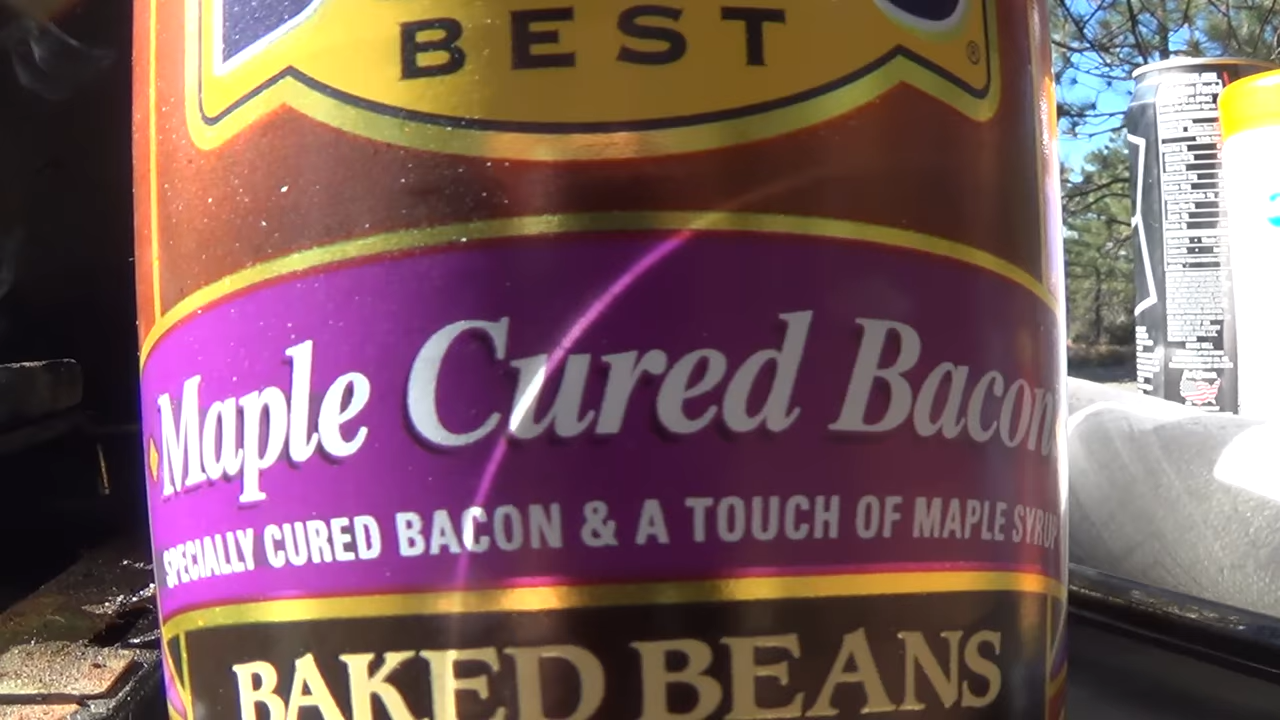 BEST
®
Maple Cured Bacon
SPECIALLY CURED BACON & A TOUCH OF MAPLE SYRUP
BAKED BEANS